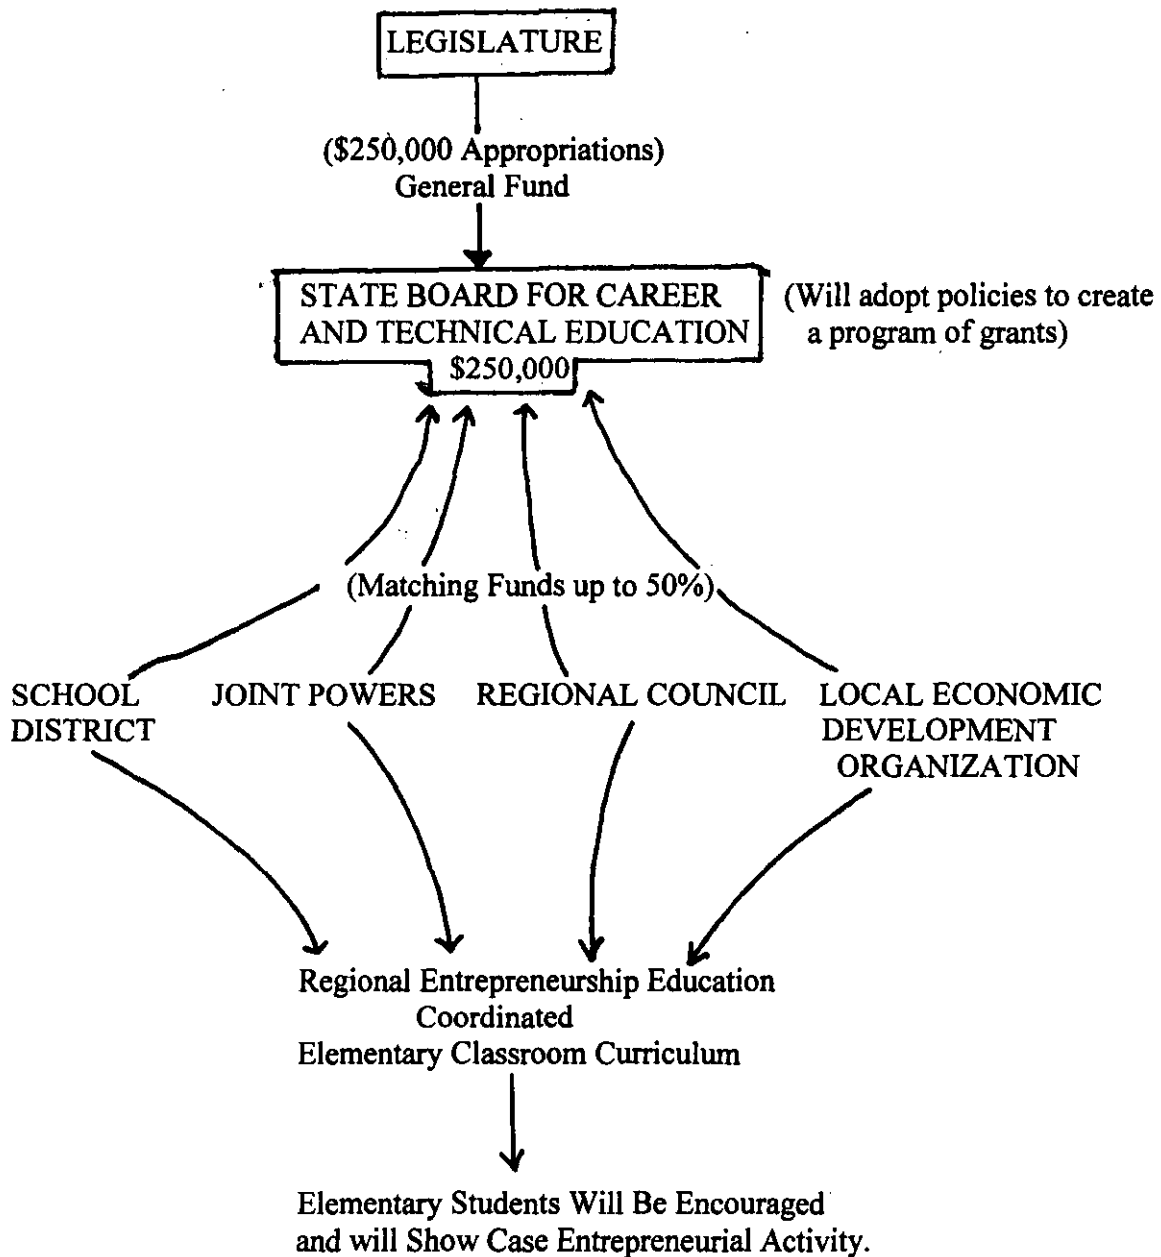 LEGISLATURE
($250,000 Appropriations)
General Fund
STATE BOARD FOR CAREER
AND TECHNICAL EDUCATION
$250,000
(Will adopt policies to create
a program of grants)
(Matching Funds up to 50%)
SCHOOL
DISTRICT
JOINT POWERS
REGIONAL COUNCIL
LOCAL ECONOMIC
DEVELOPMENT
ORGANIZATION
Regional Entrepreneurship Education
Coordinated
Elementary Classroom Curriculum
Elementary Students Will Be Encouraged
and will Show Case Entrepreneurial Activity.